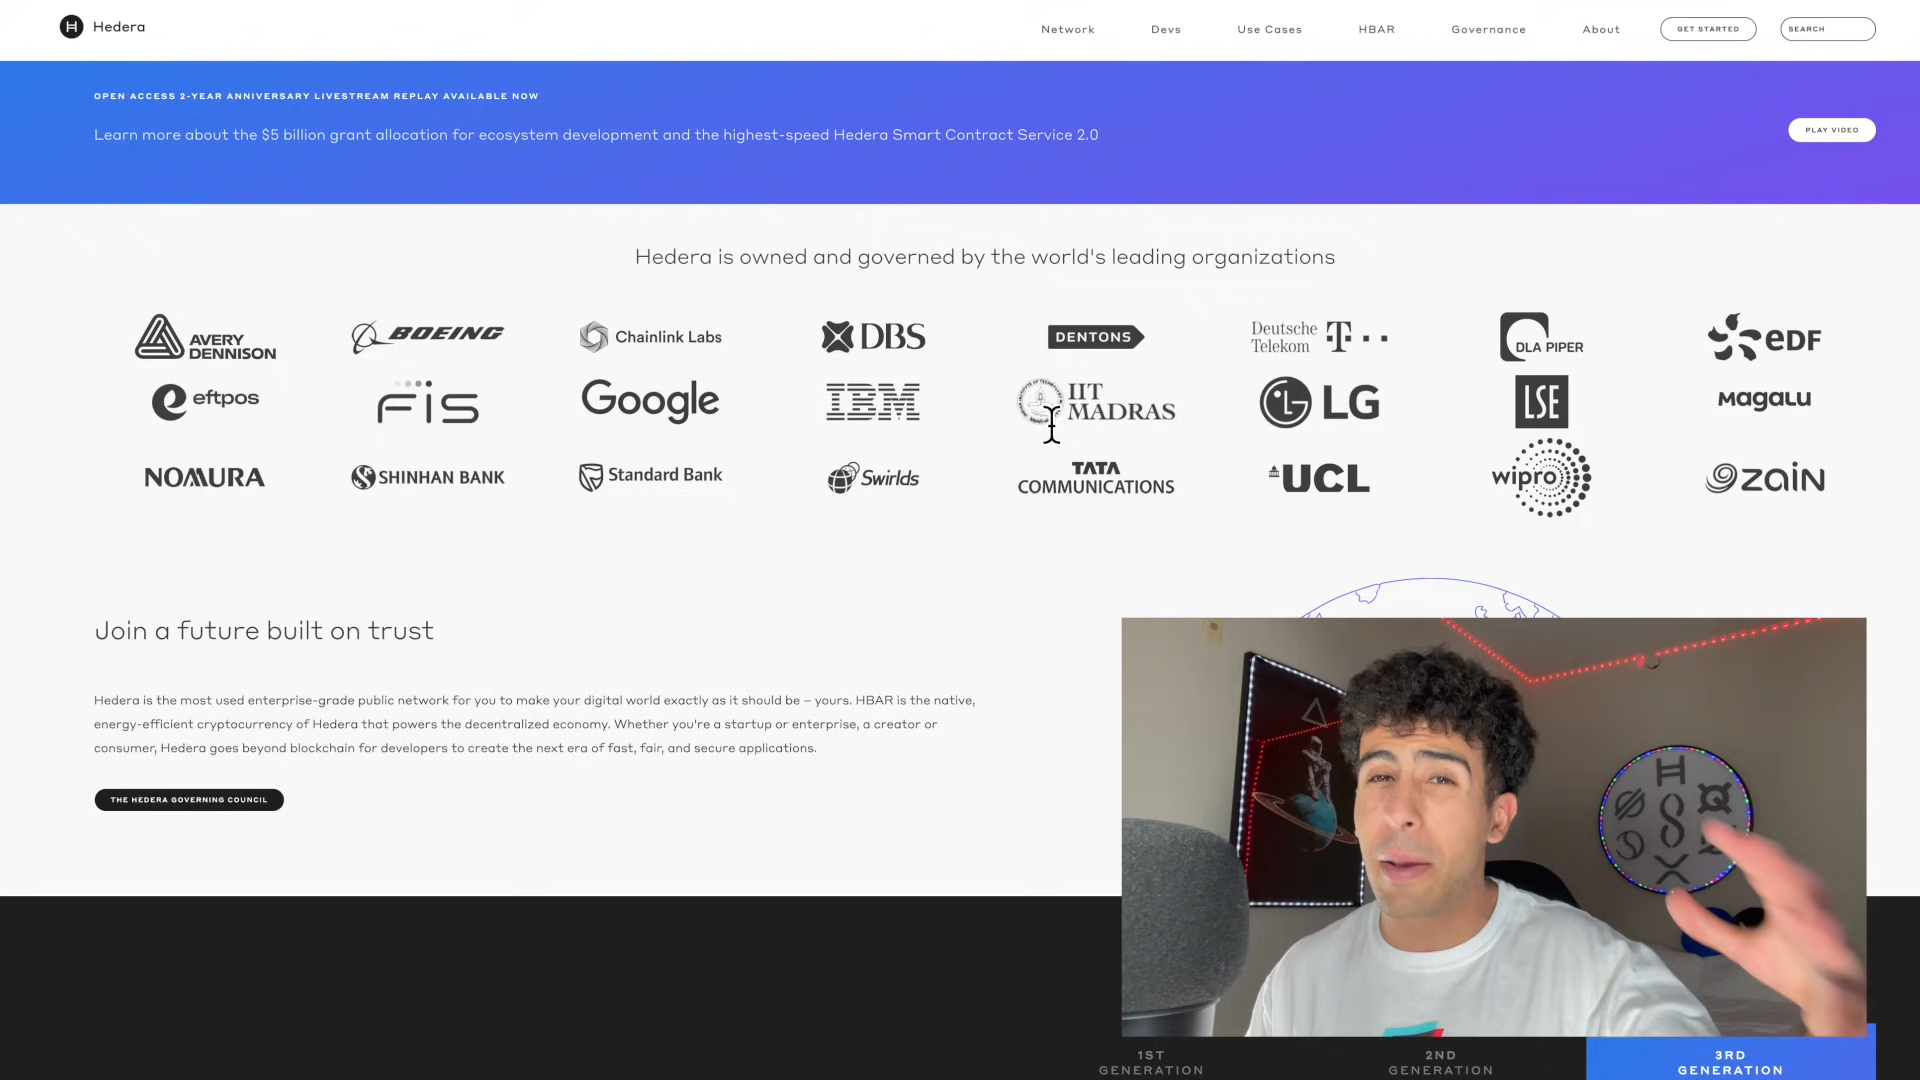 Hedera
Network
Devs
Use Cases
HBAR
Governance
About
GET STARTED
SEARCH
OPEN ACCESS 2-YEAR ANNIVERSARY LIVESTREAM REPLAY AVAILABLE NOW
Learn more about the $5 billion grant allocation for ecosystem development and the highest-speed Hedera Smart Contract Service 2.0
PLAY VIDEO
Hedera is owned and governed by the world's leading organizations
AVERY
DENNISON
BOEING
Chainlink Labs
DBS
DENTONS
Deutsche
Telekom
T
DLA PIPER
eDF
eftpos
FIS
Google
IBM
IIT
MADRAS
LG
LSE
MagaLu
NOMURA
SHINHAN BANK
Standard Bank
Swirlds
TATA
COMMUNICATIONS
UCL
wipro
zain
Join a future built on trust
Hedera is the most used enterprise-grade public network for you to make your digital world exactly as it should be – yours. HBAR is the native,
energy-efficient cryptocurrency of Hedera that powers the decentralized economy. Whether you're a startup or enterprise, a creator or
consumer, Hedera goes beyond blockchain for developers to create the next era of fast, fair, and secure applications.
THE HEDERA GOVERNING COUNCIL
1ST
GENERATION
2ND
GENERATION
3RD
GENERATION